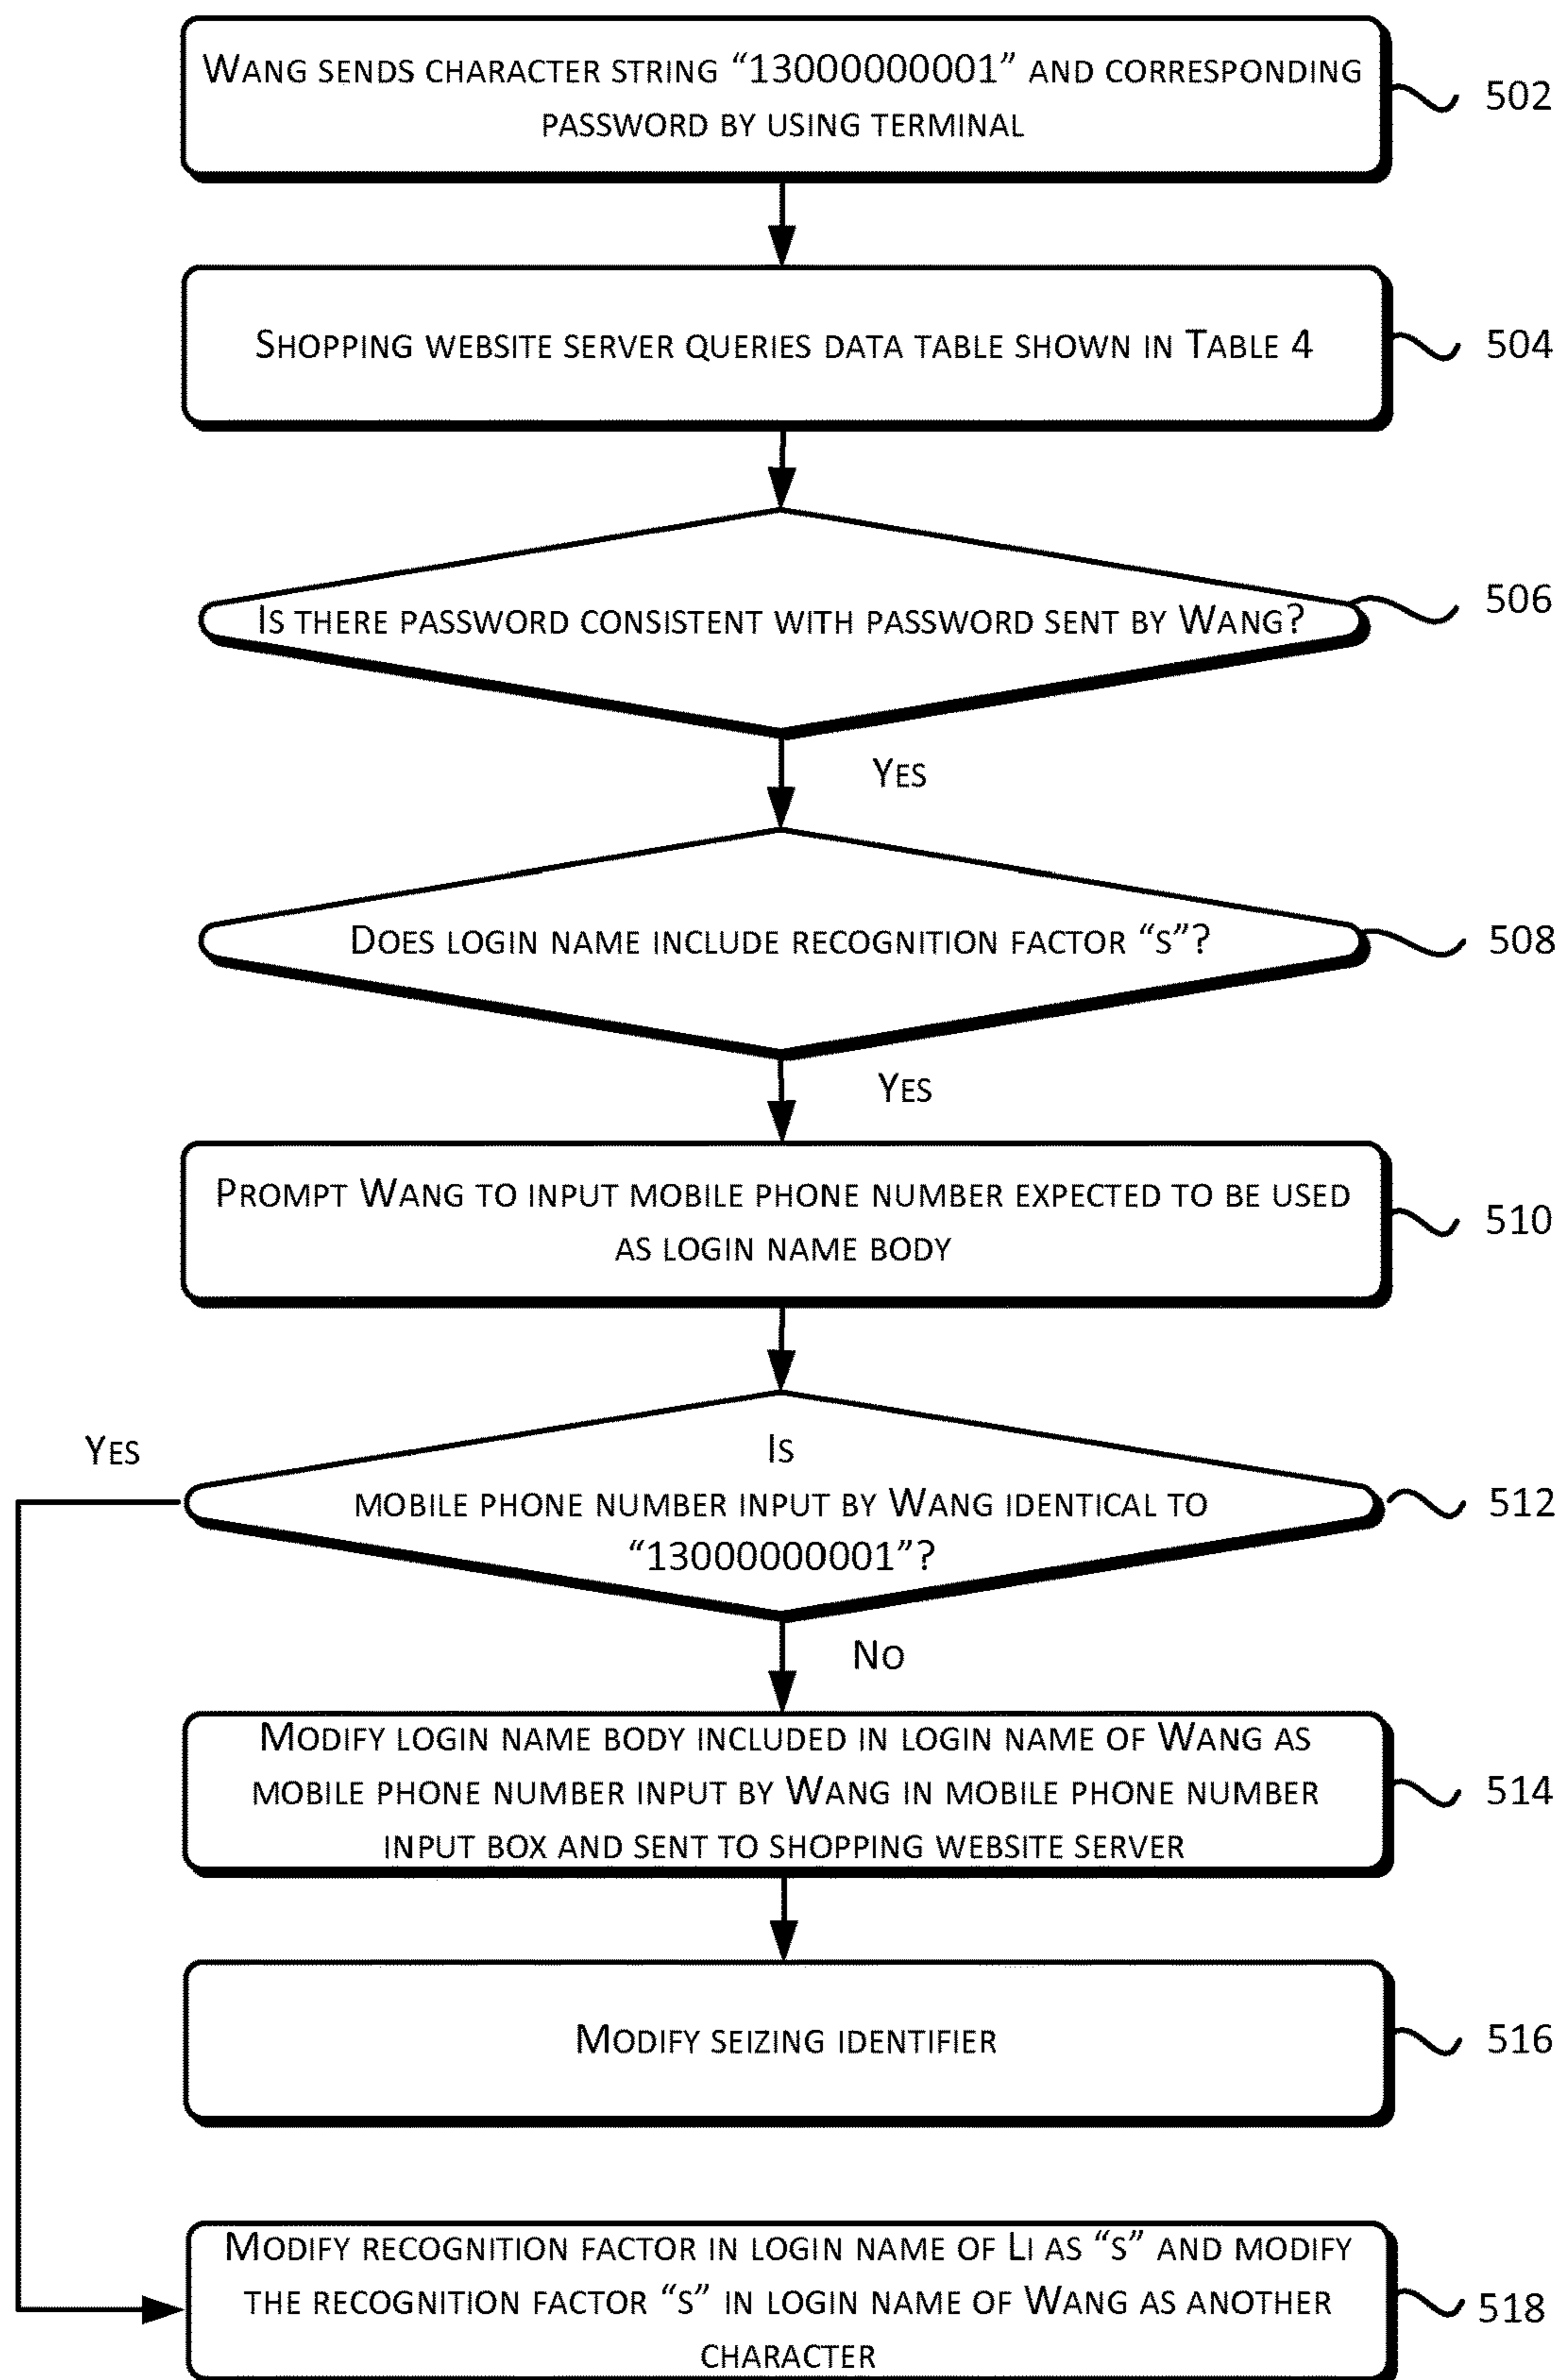 WANG SENDS CHARACTER STRING “13000000001” AND CORRESPONDING
PASSWORD BY USING TERMINAL
502
SHOPPING WEBSITE SERVER QUERIES DATA TABLE SHOWN IN TABLE 4
504
IS THERE PASSWORD CONSISTENT WITH PASSWORD SENT BY WANG?
506
YES
DOES LOGIN NAME INCLUDE RECOGNITION FACTOR “S”?
508
YES
PROMPT WANG TO INPUT MOBILE PHONE NUMBER EXPECTED TO BE USED
AS LOGIN NAME BODY
510
YES
IS
MOBILE PHONE NUMBER INPUT BY WANG IDENTICAL TO
“13000000001”?
512
NO
MODIFY LOGIN NAME BODY INCLUDED IN LOGIN NAME OF WANG AS
MOBILE PHONE NUMBER INPUT BY WANG IN MOBILE PHONE NUMBER
INPUT BOX AND SENT TO SHOPPING WEBSITE SERVER
514
MODIFY SEIZING IDENTIFIER
516
MODIFY RECOGNITION FACTOR IN LOGIN NAME OF LI AS “S” AND MODIFY
THE RECOGNITION FACTOR “S” IN LOGIN NAME OF WANG AS ANOTHER
CHARACTER
518